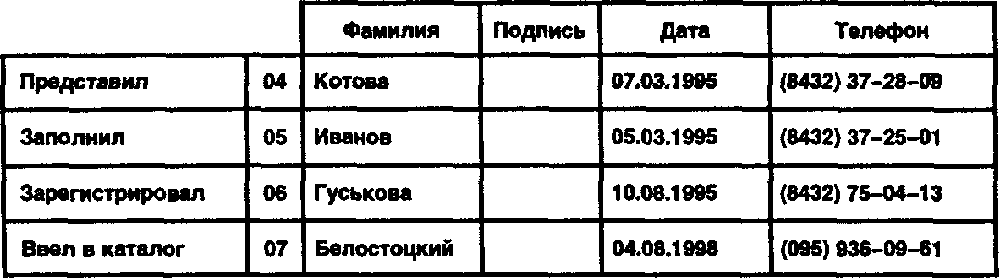 Фамилия Подпись Дата Телефон
Представил 04 Котова 07.03.1995 (8432) 37-28-09
Заполнил 05 Иванов 05.03.1995 (8432) 37-25-01
Зарегистрировал 06 Гуськова 10.08.1995 (8432) 75-04-13
Ввел в каталог 07 Белостоцкий 04.08.1998 (095) 936-09-61